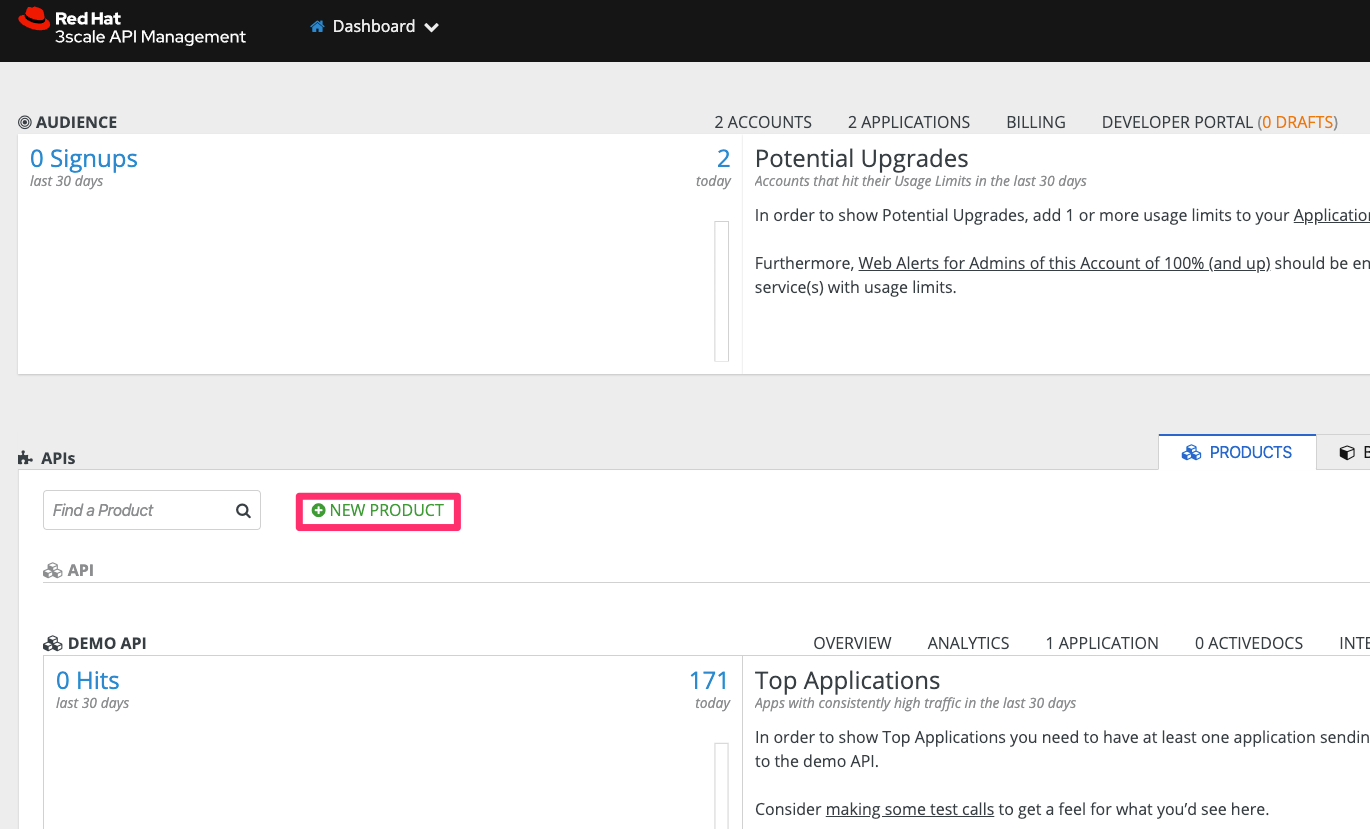 Red Hat
3scale API Management
Dashboard
AUDIENCE
2 ACCOUNTS
2 APPLICATIONS
BILLING
DEVELOPER PORTAL (0 DRAFTS)
0 Signups
last 30 days
2
today
Potential Upgrades
Accounts that hit their Usage Limits in the last 30 days
In order to show Potential Upgrades, add 1 or more usage limits to your
Furthermore, Web Alerts for Admins of this Account of 100% (and up) should be en
service(s) with usage limits.
APIs
PRODUCTS
Find a Product
NEW PRODUCT
API
DEMO API
OVERVIEW
ANALYTICS
1 APPLICATION
0 ACTIVEDOCS
INTE
0 Hits
last 30 days
171
today
Top Applications
Apps with consistently high traffic in the last 30 days
In order to show Top Applications you need to have at least one application sendin
to the demo API.
Consider making some test calls to get a feel for what you'd see here.